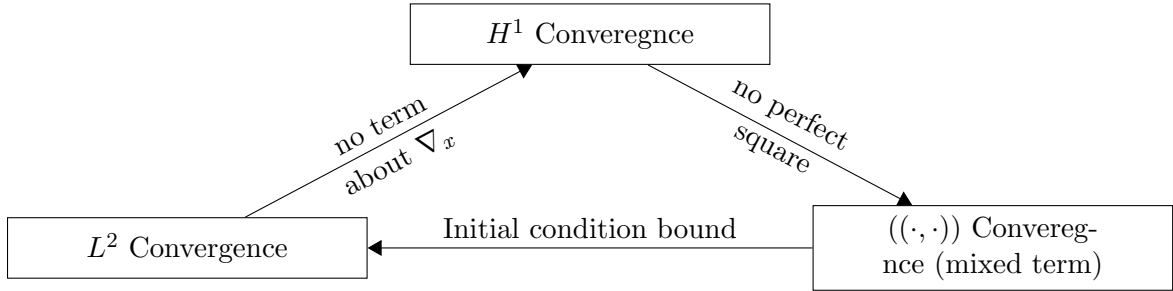 H¹ Converegnce
no term
about ∇ₓ
no perfect
square
L² Convergence
Initial condition bound
((·,·)) Convereg-
nce (mixed term)